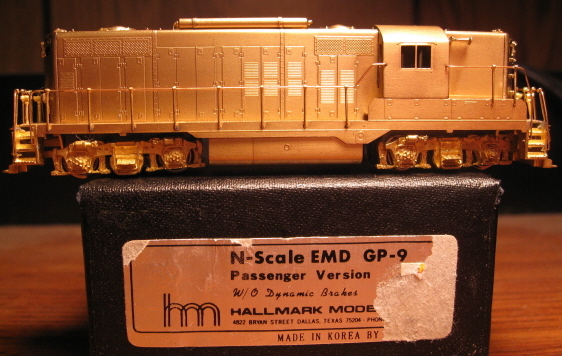 N-Scale EMD GP-9
Passenger Version
W/O Dynamic Brakes
hm
HALLMARK MODE
4822 BRYAN STREET DALLAS, TEXAS 75204 - PHON
MADE IN KOREA BY